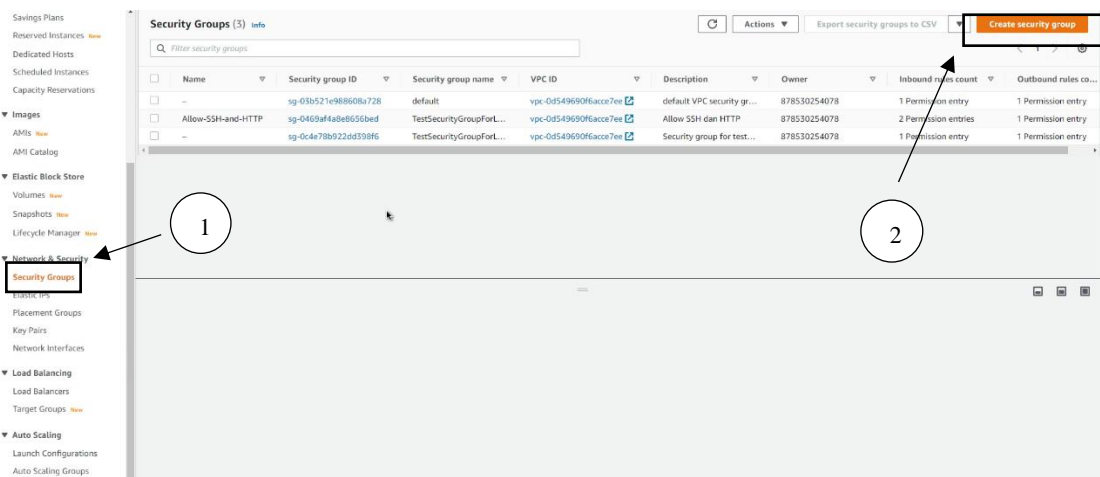 Savings Plans
Reserved Instances New
Dedicated Hosts
Scheduled Instances
Capacity Reservations
Images
AMIs New
AMI Catalog
Elastic Block Store
Volumes New
Snapshots New
Lifecycle Manager New
Network & Security
Security Groups
Elastic IPs
Placement Groups
Key Pairs
Network Interfaces
Load Balancing
Load Balancers
Target Groups New
Auto Scaling
Launch Configurations
Auto Scaling Groups
Security Groups (3) Info
Actions
Export security groups to CSV
Create security group
Filter security groups
1
Name Security group ID Security group name VPC ID Description Owner Inbound rules count Outbound rules co...
– sg-03b521e988608a728 default vpc-0d549690f6acce7ee default VPC security gr... 878530254078 1 Permission entry 1 Permission entry
Allow-SSH-and-HTTP sg-0469af4a8e8656bed TestSecurityGroupForL... vpc-0d549690f6acce7ee Allow SSH dan HTTP 878530254078 2 Permission entries 1 Permission entry
– sg-0c4e78b922dd398f6 TestSecurityGroupForL... vpc-0d549690f6acce7ee Security group for test... 878530254078 1 Permission entry 1 Permission entry
1
2